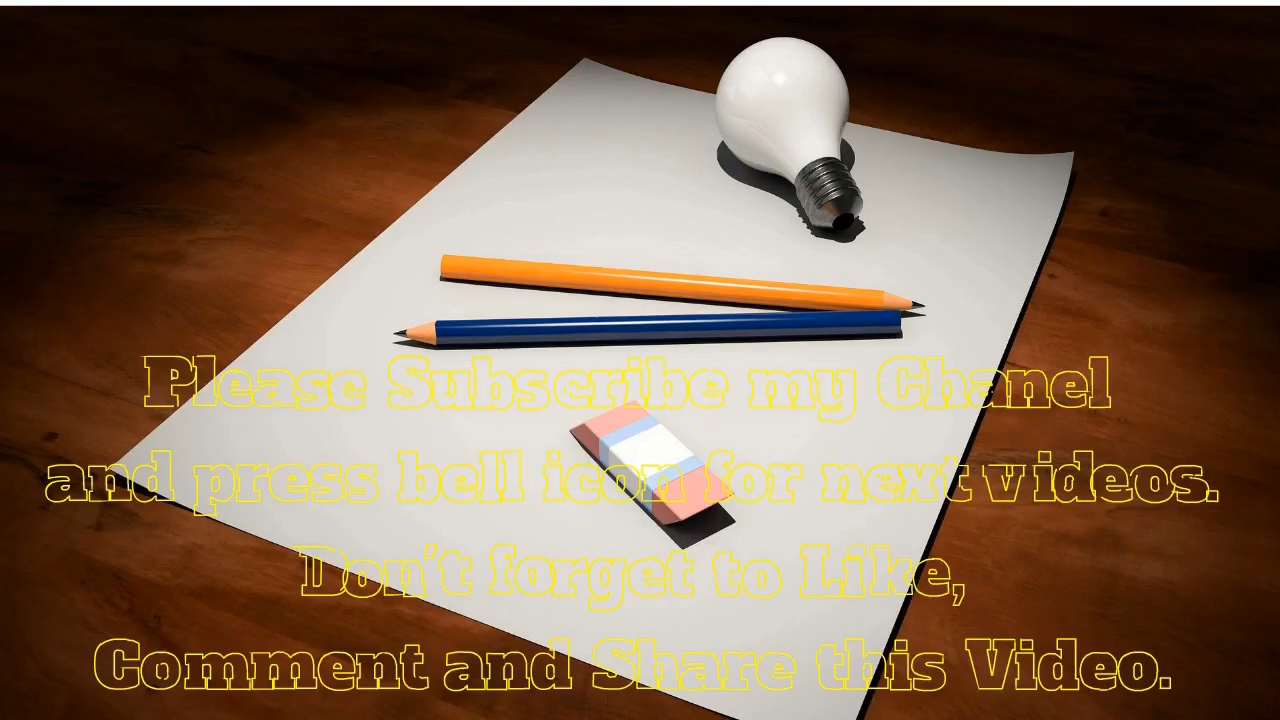 Please Subscribe my Chanel
and press bell icon for next videos.
Don't forget to Like,
Comment and Share this Video.